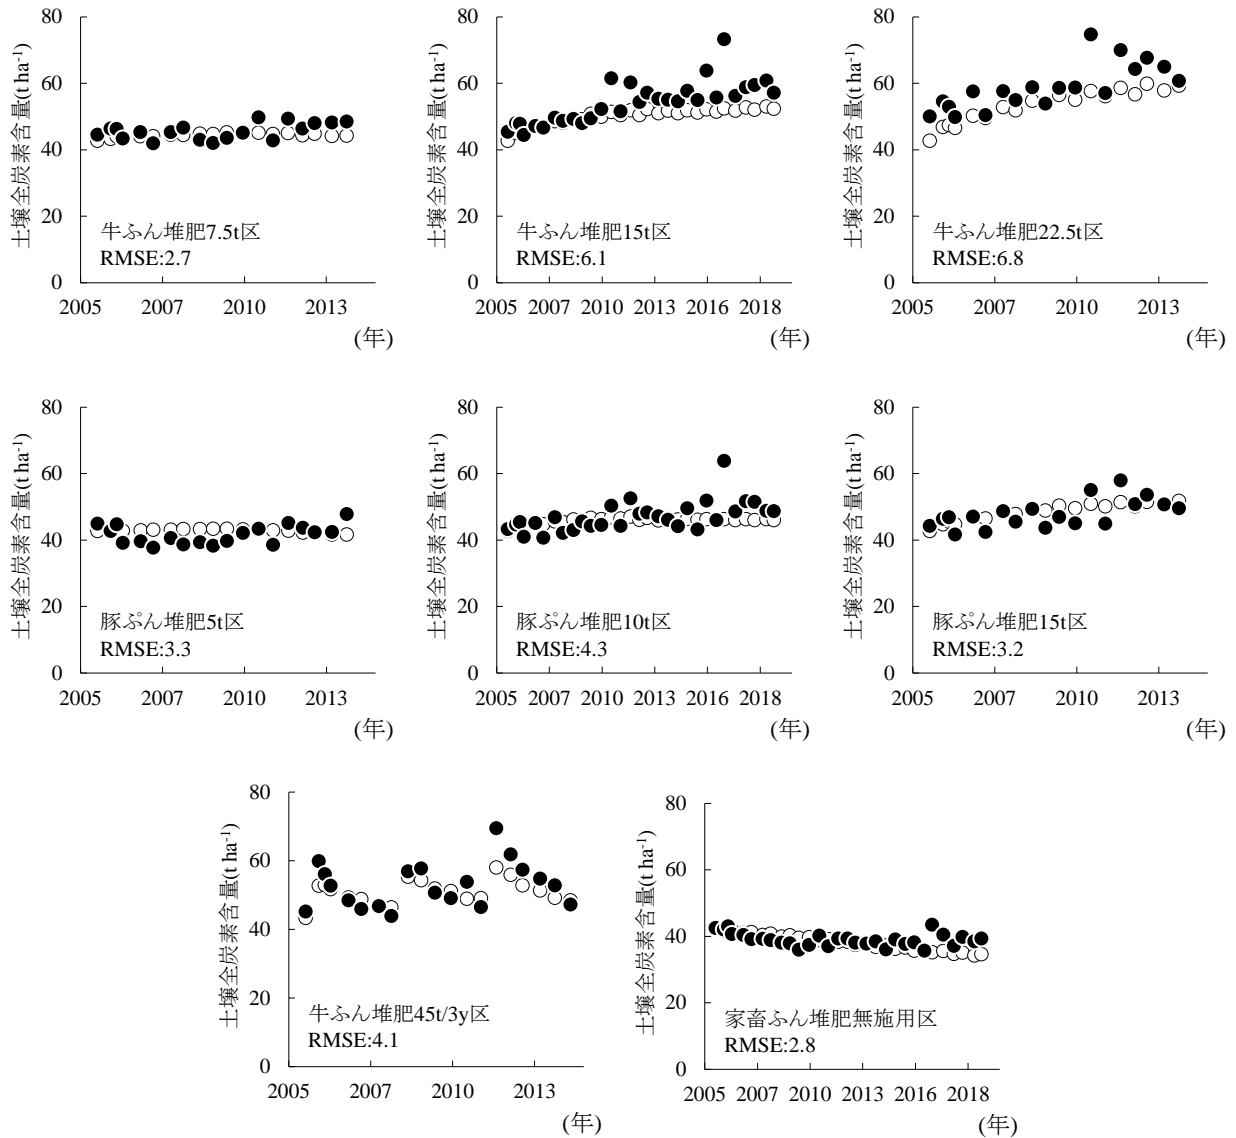 土壌全炭素含量(t ha-1)
80
60
40
20
0
牛ふん堆肥7.5t区
RMSE:2.7
2005 2007 2010 2013
(年)
土壌全炭素含量(t ha-1)
80
60
40
20
0
牛ふん堆肥15t区
RMSE:6.1
2005 2007 2010 2013 2016 2018
(年)
土壌全炭素含量(t ha-1)
80
60
40
20
0
牛ふん堆肥22.5t区
RMSE:6.8
2005 2007 2010 2013
(年)
土壌全炭素含量(t ha-1)
80
60
40
20
0
豚ぷん堆肥5t区
RMSE:3.3
2005 2007 2010 2013
(年)
土壌全炭素含量(t ha-1)
80
60
40
20
0
豚ぷん堆肥10t区
RMSE:4.3
2005 2007 2010 2013 2016 2018
(年)
土壌全炭素含量(t ha-1)
80
60
40
20
0
豚ぷん堆肥15t区
RMSE:3.2
2005 2007 2010 2013
(年)
土壌全炭素含量(t ha-1)
80
60
40
20
0
牛ふん堆肥45t/3y区
RMSE:4.1
2005 2007 2010 2013
(年)
土壌全炭素含量(t ha-1)
80
60
40
20
0
家畜ふん堆肥無施用区
RMSE:2.8
2005 2007 2010 2013 2016 2018
(年)